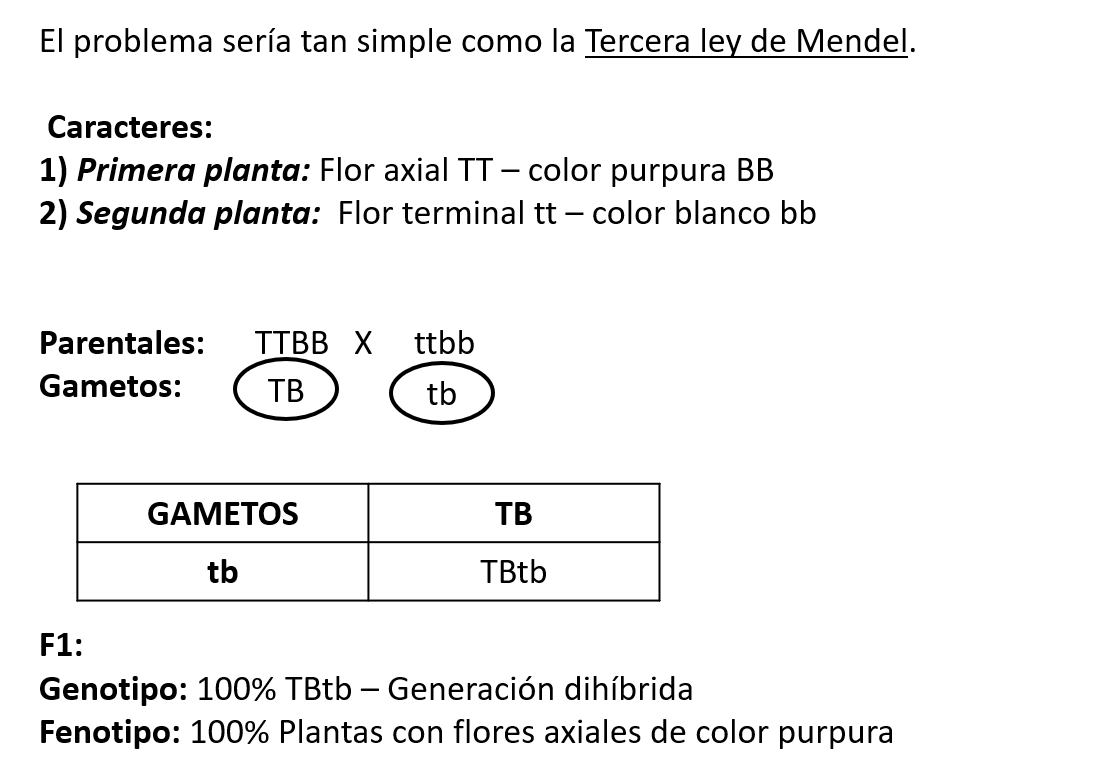 El problema sería tan simple como la Tercera ley de Mendel.
Caracteres:
1) Primera planta: Flor axial TT – color purpura BB
2) Segunda planta: Flor terminal tt – color blanco bb
Parentales: TTBB X ttbb
Gametos: TB tb
GAMETOS TB
tb TBtb
F1:
Genotipo: 100% TBtb – Generación dihíbrida
Fenotipo: 100% Plantas con flores axiales de color purpura